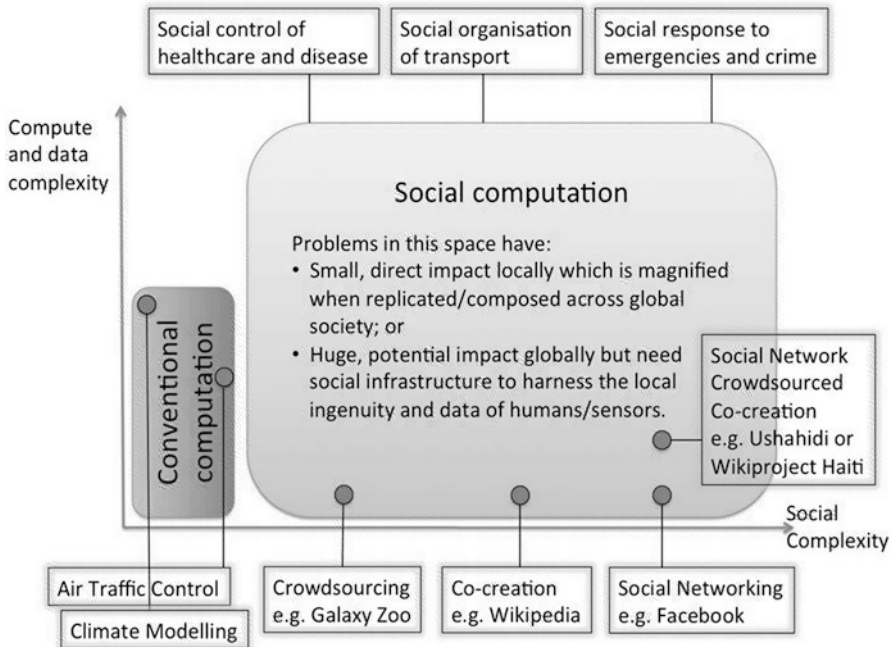 Social control of
healthcare and disease
Social organisation
of transport
Social response to
emergencies and crime
Compute
and data
complexity
Social computation
Problems in this space have:
• Small, direct impact locally which is magnified
when replicated/composed across global
society; or
• Huge, potential impact globally but need
social infrastructure to harness the local
ingenuity and data of humans/sensors.
Conventional
computation
Social Network
Crowdsourced
Co-creation
e.g. Ushahidi or
Wikiproject Haiti
Social
Complexity
Air Traffic Control
Climate Modelling
Crowdsourcing
e.g. Galaxy Zoo
Co-creation
e.g. Wikipedia
Social Networking
e.g. Facebook